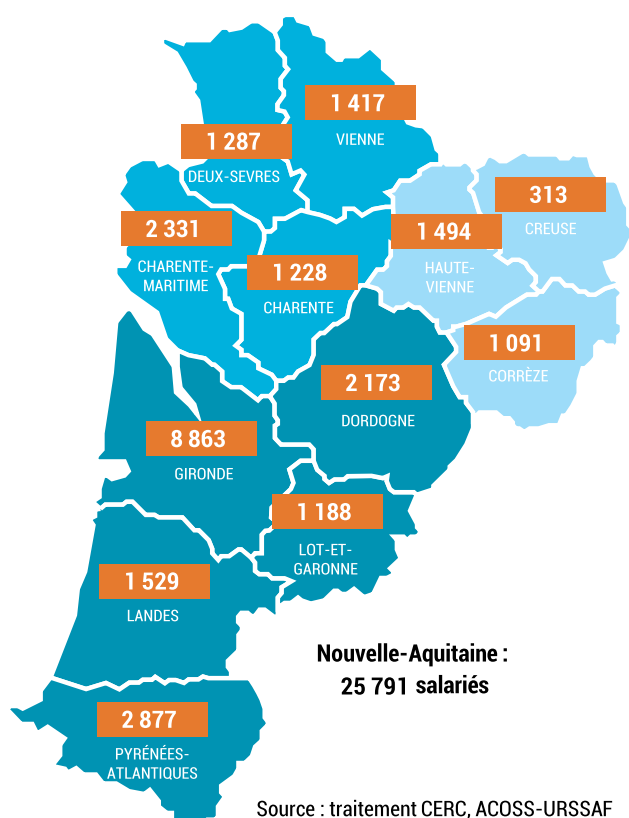 1 417
VIENNE
1 287
DEUX-SEVRES
313
CREUSE
2 331
CHARENTE-
MARITIME
1 494
HAUTE-
VIENNE
1 228
CHARENTE
1 091
CORRÈZE
2 173
DORDOGNE
8 863
GIRONDE
1 188
LOT-ET-
GARONNE
1 529
LANDES
Nouvelle-Aquitaine :
25 791 salariés
2 877
PYRÉNÉES-
ATLANTIQUES
Source : traitement CERC, ACOSS-URSSAF